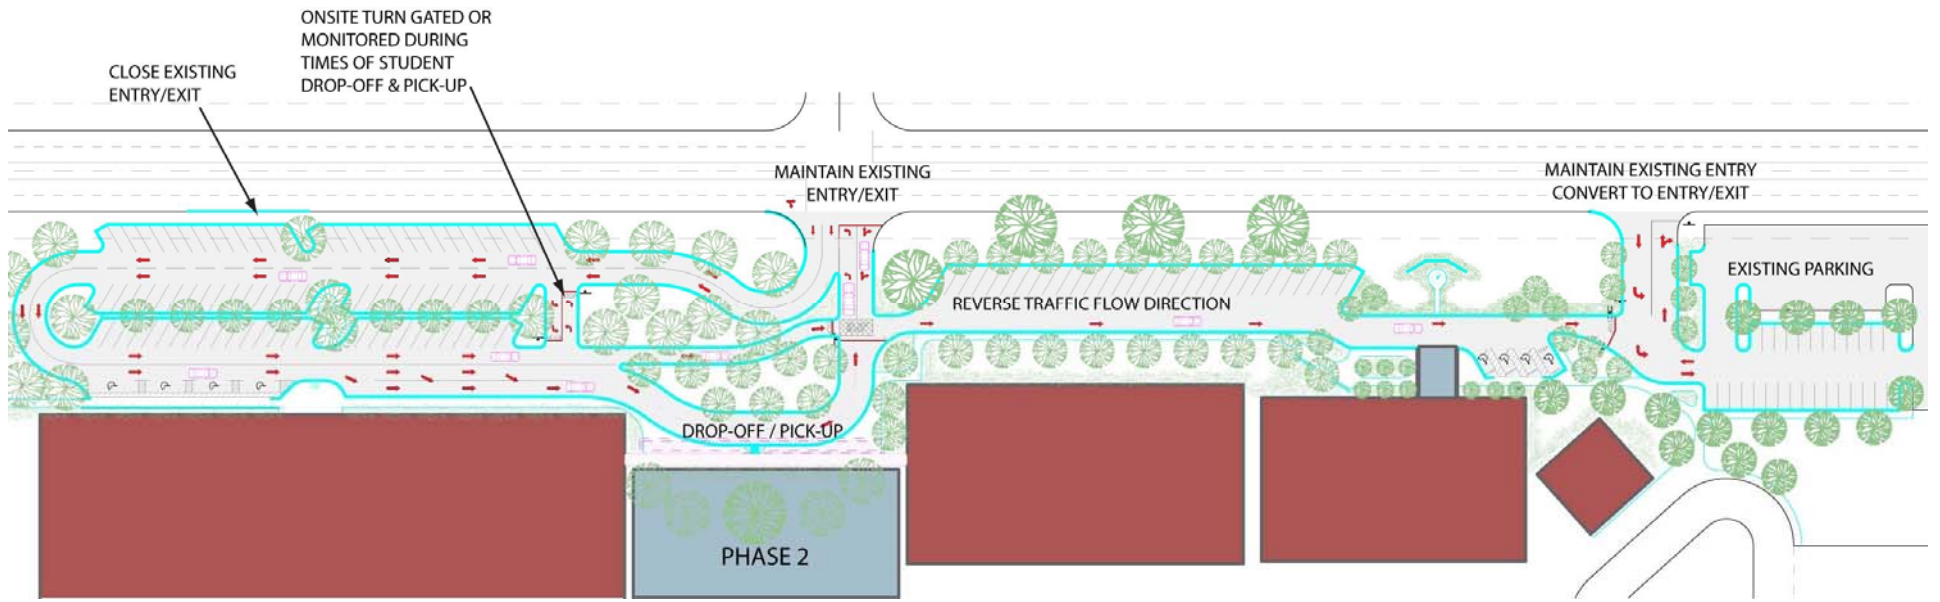 ONSITE TURN GATED OR
MONITORED DURING
TIMES OF STUDENT
DROP-OFF & PICK-UP
CLOSE EXISTING
ENTRY/EXIT
MAINTAIN EXISTING
ENTRY/EXIT
MAINTAIN EXISTING ENTRY
CONVERT TO ENTRY/EXIT
EXISTING PARKING
REVERSE TRAFFIC FLOW DIRECTION
DROP-OFF / PICK-UP
PHASE 2